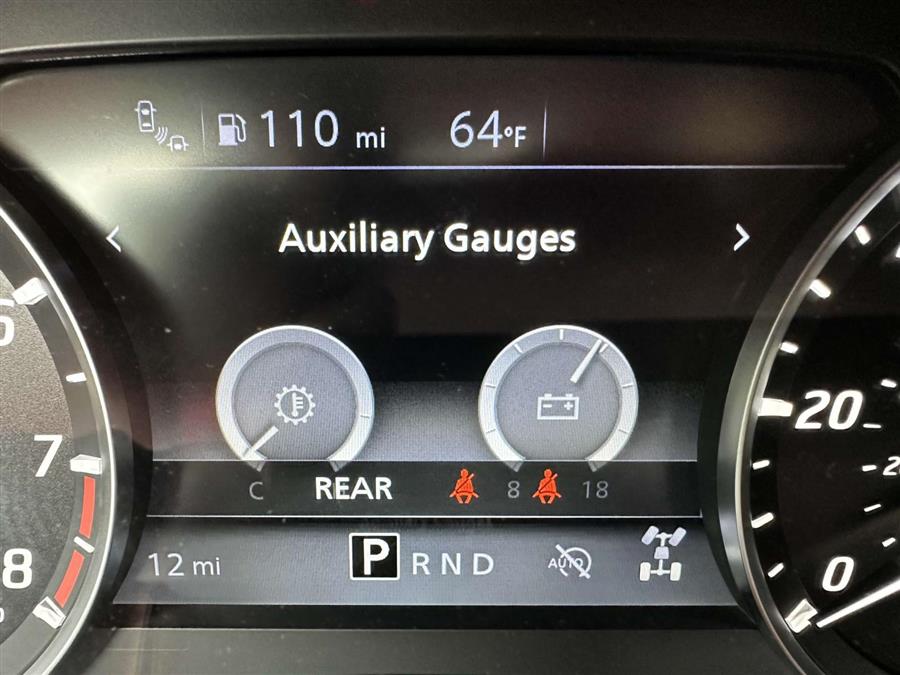 110 mi 64°F
Auxiliary Gauges
C REAR 8 18
12 mi P R N D AUTO
7
8
20
0